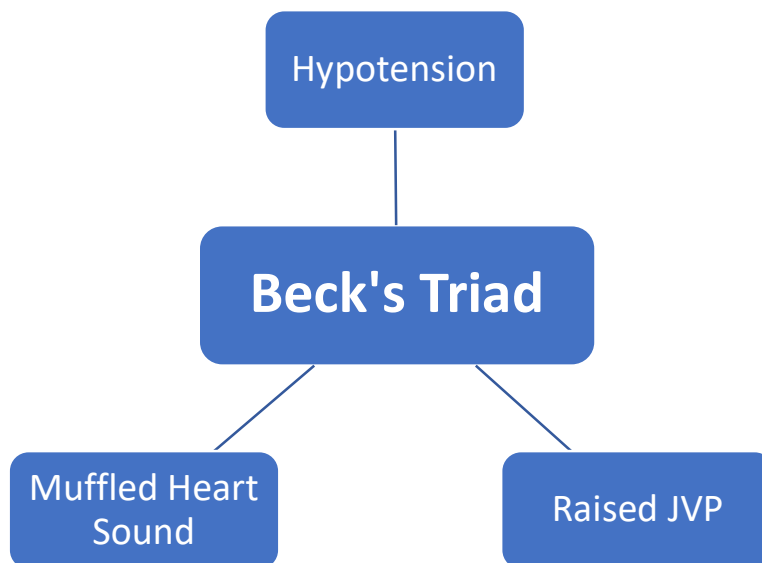 Hypotension
Beck's Triad
Muffled Heart
Sound
Raised JVP